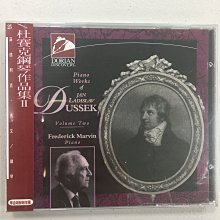 杜賽克鋼琴作品集II
DORIAN
DISCOVERY
Piano Works
of
JAN
LADISLAV
DUSSEK
Volume Two
Frederick Marvin
Piano